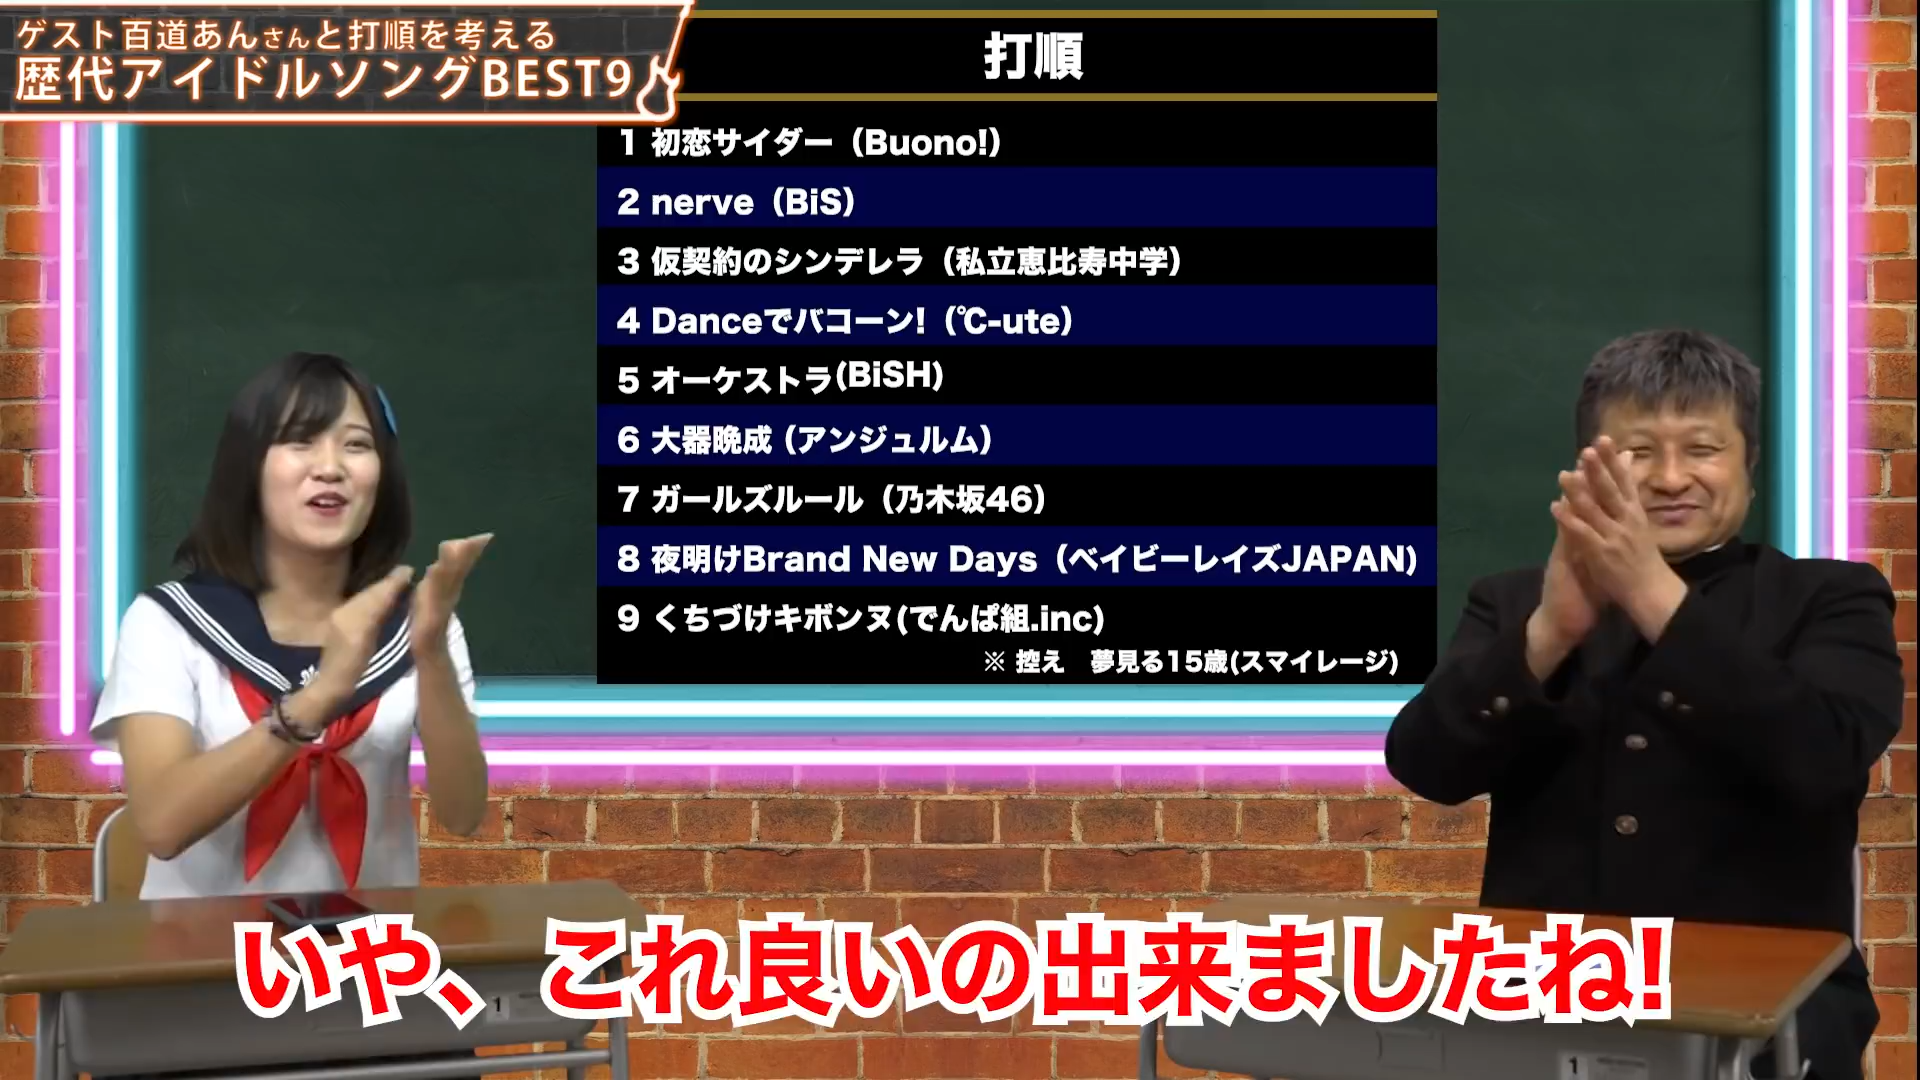 ゲスト百道あんさんと打順を考える
歴代アイドルソングBEST9
打順
1 初恋サイダー（Buono!）
2 nerve（BiS）
3 仮契約のシンデレラ（私立恵比寿中学）
4 Danceでバコーン!（℃-ute）
5 オーケストラ(BiSH)
6 大器晩成（アンジュルム）
7 ガールズルール（乃木坂46）
8 夜明けBrand New Days（ベイビーレイズJAPAN)
9 くちづけキボンヌ(でんぱ組.inc)
※ 控え　夢見る15歳(スマイレージ)
いや、これ良いの出来ましたね!
1
1